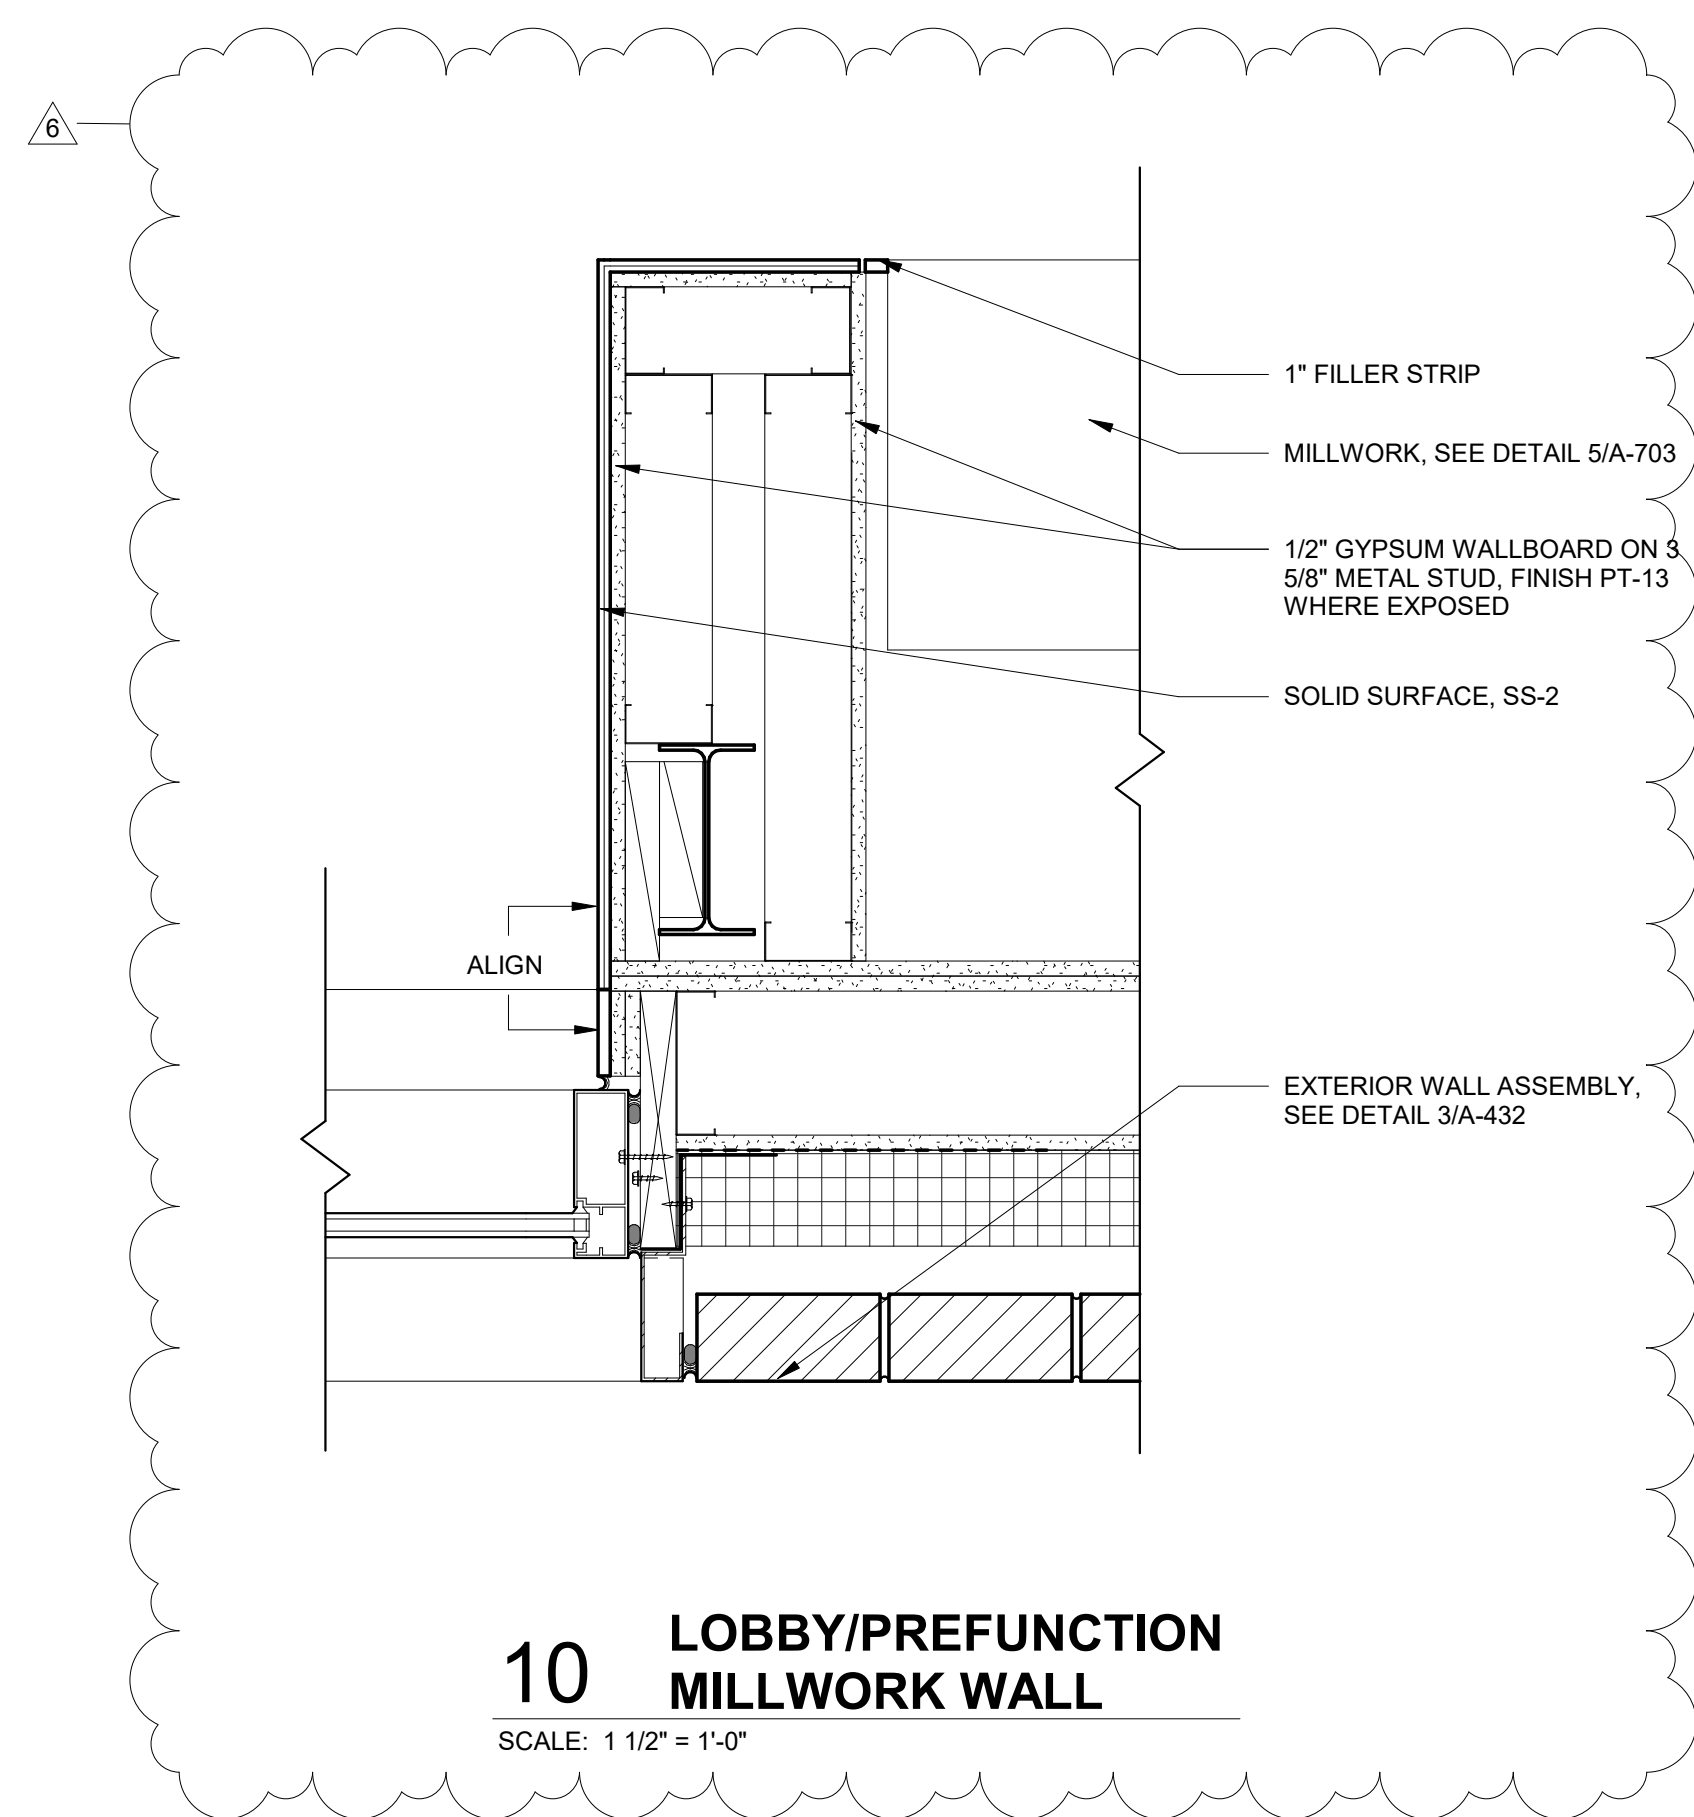 6
1" FILLER STRIP
MILLWORK, SEE DETAIL 5/A-703
1/2" GYPSUM WALLBOARD ON 3
5/8" METAL STUD, FINISH PT-13
WHERE EXPOSED
SOLID SURFACE, SS-2
ALIGN
EXTERIOR WALL ASSEMBLY,
SEE DETAIL 3/A-432
10
LOBBY/PREFUNCTION
MILLWORK WALL
SCALE: 1 1/2" = 1'-0"